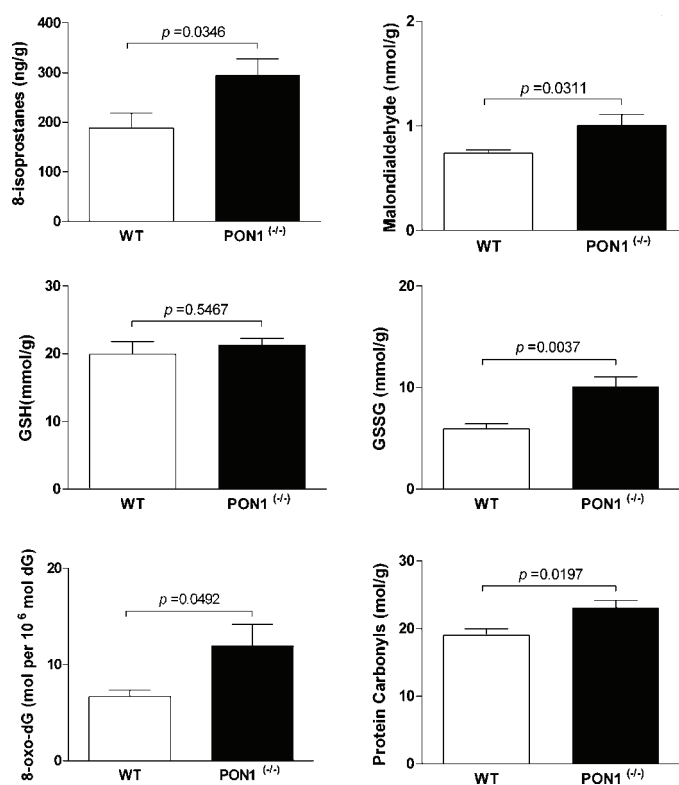 8-isoprostanes (ng/g)
400
300
200
100
0
p =0.0346
WT
PON1 (-/-)
Malondialdehyde (nmol/g)
2
1
0
p =0.0311
WT
PON1 (-/-)
GSH(mmol/g)
30
20
10
0
p =0.5467
WT
PON1 (-/-)
GSSG (mmol/g)
20
10
0
p =0.0037
WT
PON1 (-/-)
8-oxo-dG (mol per 10 6 mol dG)
20
10
0
p =0.0492
WT
PON1 (-/-)
Protein Carbonyls (mol/g)
30
20
10
0
p =0.0197
WT
PON1 (-/-)